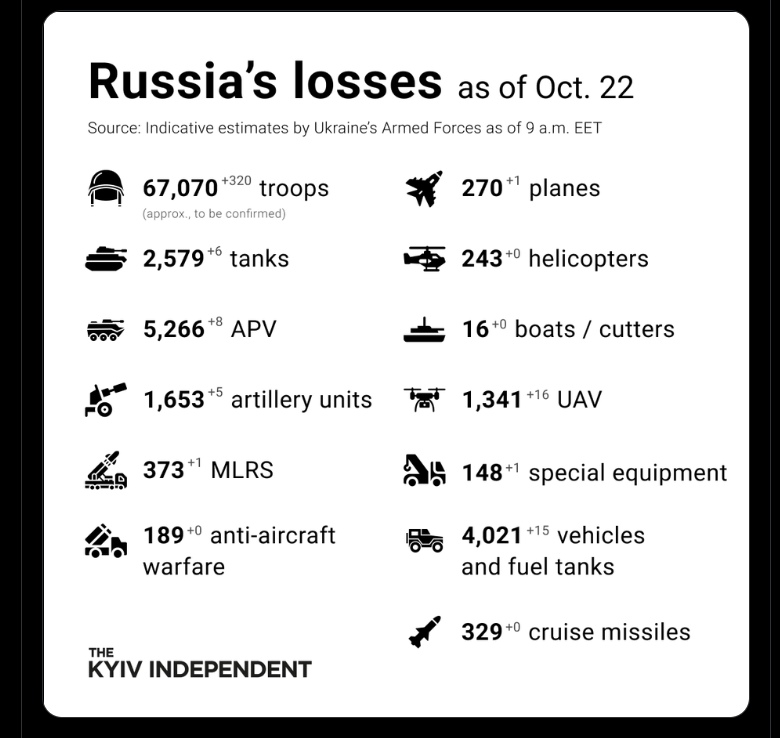 Russia's losses as of Oct. 22
Source: Indicative estimates by Ukraine's Armed Forces as of 9 a.m. EET
67,070 +320 troops
(approx., to be confirmed)
2,579 +6 tanks
5,266 +8 APV
1,653 +5 artillery units
373 +1 MLRS
189 +0 anti-aircraft
warfare
270 +1 planes
243 +0 helicopters
16 +0 boats / cutters
1,341 +16 UAV
148 +1 special equipment
4,021 +15 vehicles
and fuel tanks
329 +0 cruise missiles
THE
KYIV INDEPENDENT